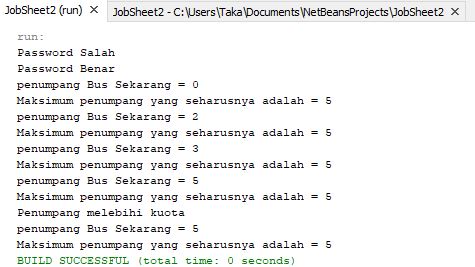 JobSheet2 (run) × JobSheet2 - C:\Users\Taka\Documents\NetBeansProjects\JobSheet2 ×
run:
Password Salah
Password Benar
penumpang Bus Sekarang = 0
Maksimum penumpang yang seharusnya adalah = 5
penumpang Bus Sekarang = 2
Maksimum penumpang yang seharusnya adalah = 5
penumpang Bus Sekarang = 3
Maksimum penumpang yang seharusnya adalah = 5
penumpang Bus Sekarang = 5
Maksimum penumpang yang seharusnya adalah = 5
Penumpang melebihi kuota
penumpang Bus Sekarang = 5
Maksimum penumpang yang seharusnya adalah = 5
BUILD SUCCESSFUL (total time: 0 seconds)